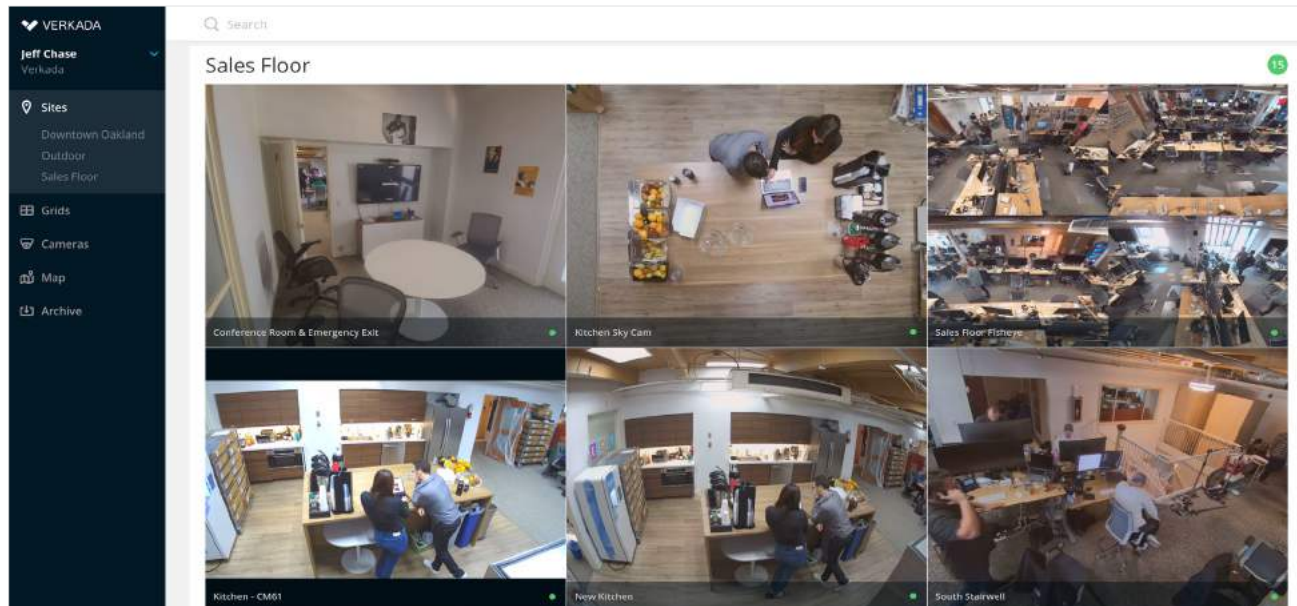 VERKADA
Search
Jeff Chase
Verkada
Sales Floor
15
Sites
Downtown Oakland
Outdoor
Sales Floor
Grids
Cameras
Map
Archive
Conference Room & Emergency Exit
Kitchen Sky Cam
Sales Floor Fisheye
Kitchen - CM61
New Kitchen
South Stairwell